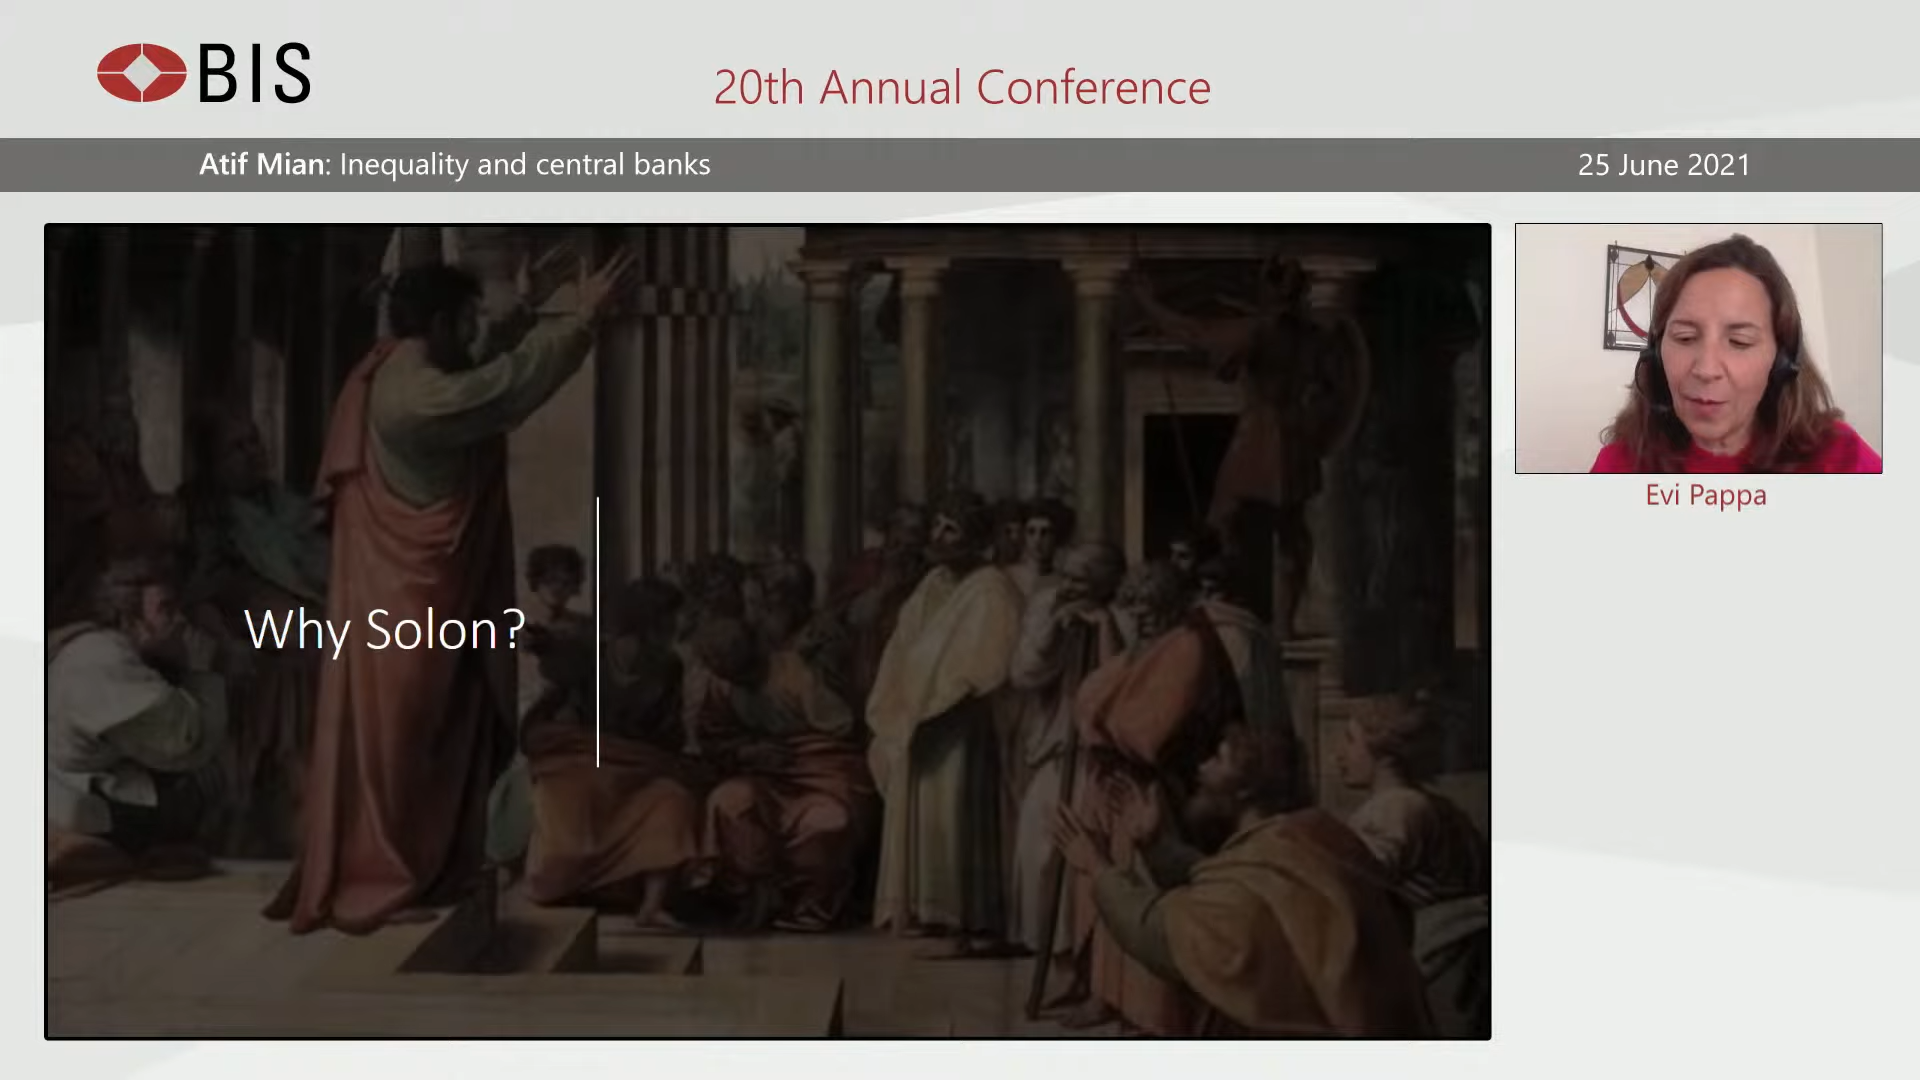 BIS
20th Annual Conference
Atif Mian: Inequality and central banks
25 June 2021
Why Solon?
Evi Pappa